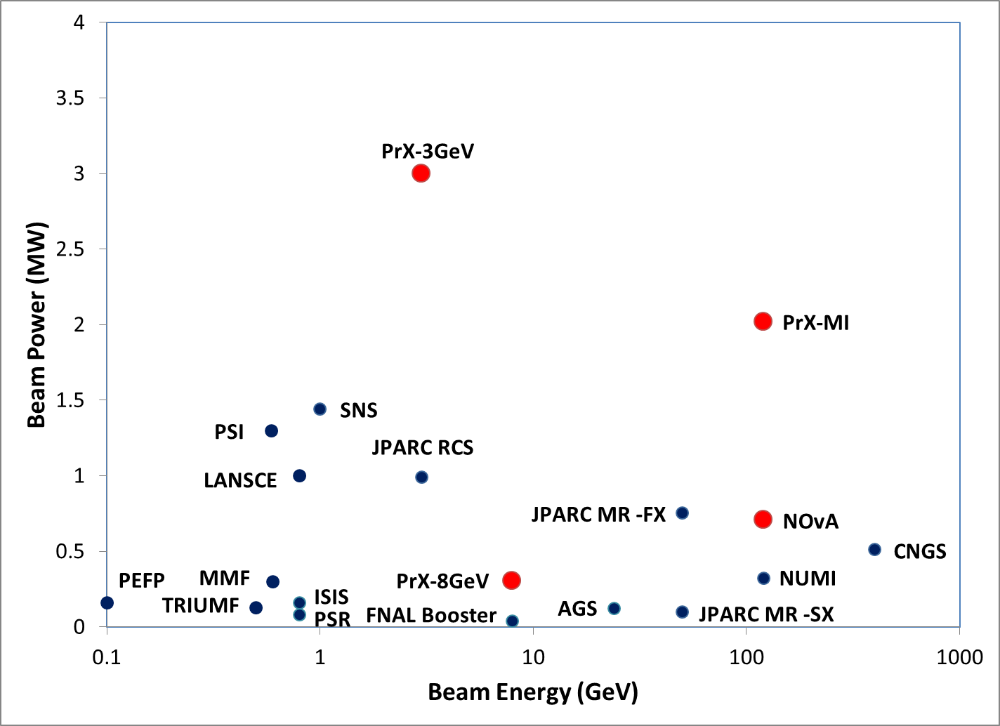 4
3.5
PrX-3GeV
3
2.5
Beam Power (MW)
2
PrX-MI
1.5
SNS
PSI
JPARC RCS
1
LANSCE
JPARC MR -FX
NOvA
0.5
CNGS
PEFP
MMF
PrX-8GeV
NUMI
TRIUMF
ISIS
PSR
FNAL Booster
AGS
JPARC MR -SX
0
0.1
1
10
100
1000
Beam Energy (GeV)